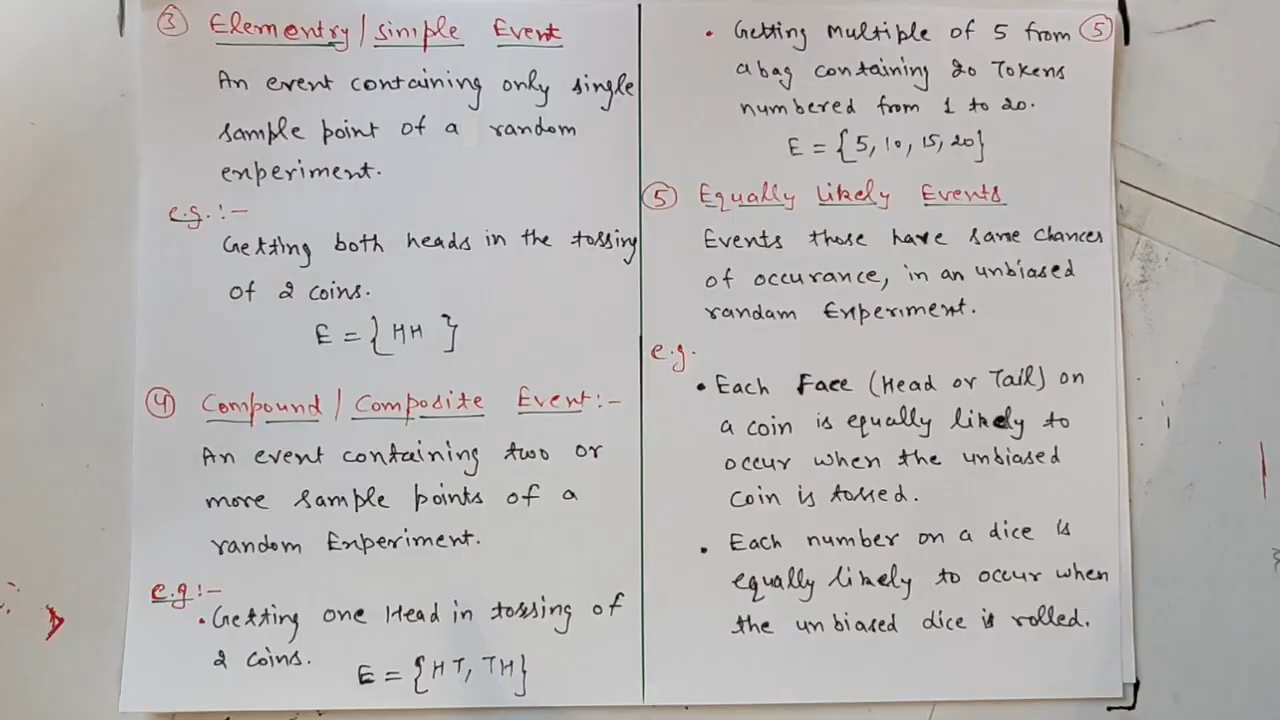 ③ Elementry/simple Event
An event containing only single
sample point of a random
experiment.
e.g.:-
Getting both heads in the tossing
of 2 coins.
E = {HH}
④ Compound/Composite Event:-
An event containing two or
more sample points of a
random Experiment.
e.g:-
• Getting one Head in tossing of
2 coins.
E = {HT, TH}
⑤
• Getting Multiple of 5 from
a bag containing 20 Tokens
numbered from 1 to 20.
E = {5, 10, 15, 20}
⑤ Equally Likely Events
Events those have same chances
of occurance, in an unbiased
randam Experiment.
e.g.
• Each Face (Head or Tail) on
a coin is equally likely to
occur when the unbiased
coin is tossed.
• Each number on a dice is
equally likely to occur when
the unbiased dice is rolled.